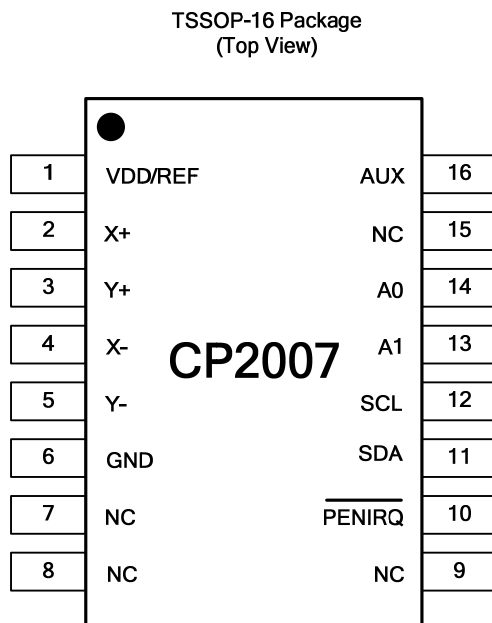 TSSOP-16 Package
(Top View)
1 VDD/REF AUX 16
2 X+ NC 15
3 Y+ A0 14
4 X- A1 13
CP2007
5 Y- SCL 12
6 GND SDA 11
7 NC PENIRQ 10
8 NC NC 9